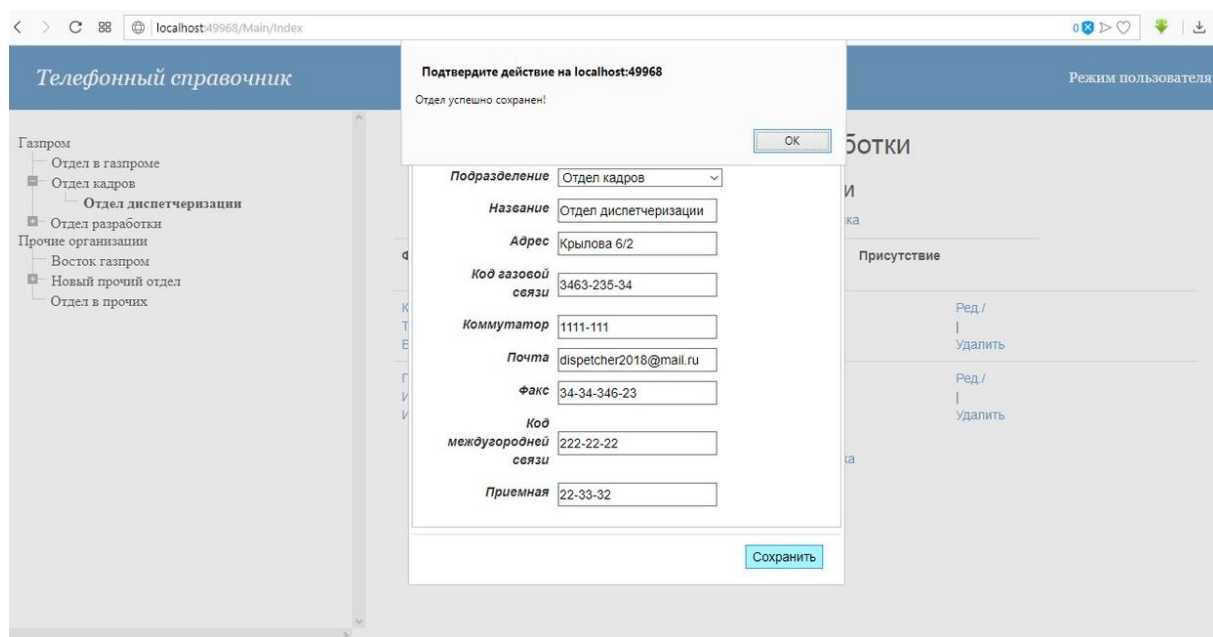 localhost:49968/Main/Index
0
Телефонный справочник
Режим пользователя
Подтвердите действие на localhost:49968
Отдел успешно сохранен!
OK
Газпром
Отдел в газпроме
Отдел кадров
Отдел диспетчеризации
Отдел разработки
Прочие организации
Восток газпром
Новый прочий отдел
Отдел в прочих
Подразделение Отдел кадров
Название Отдел диспетчеризации
Адрес Крылова 6/2
Код газовой
связи 3463-235-34
Коммутатор 1111-111
Почта dispetcher2018@mail.ru
Факс 34-34-346-23
Код
междугородней
связи 222-22-22
Приемная 22-33-32
Сохранить
Присутствие
Ред./
|
Удалить
Ред./
|
Удалить